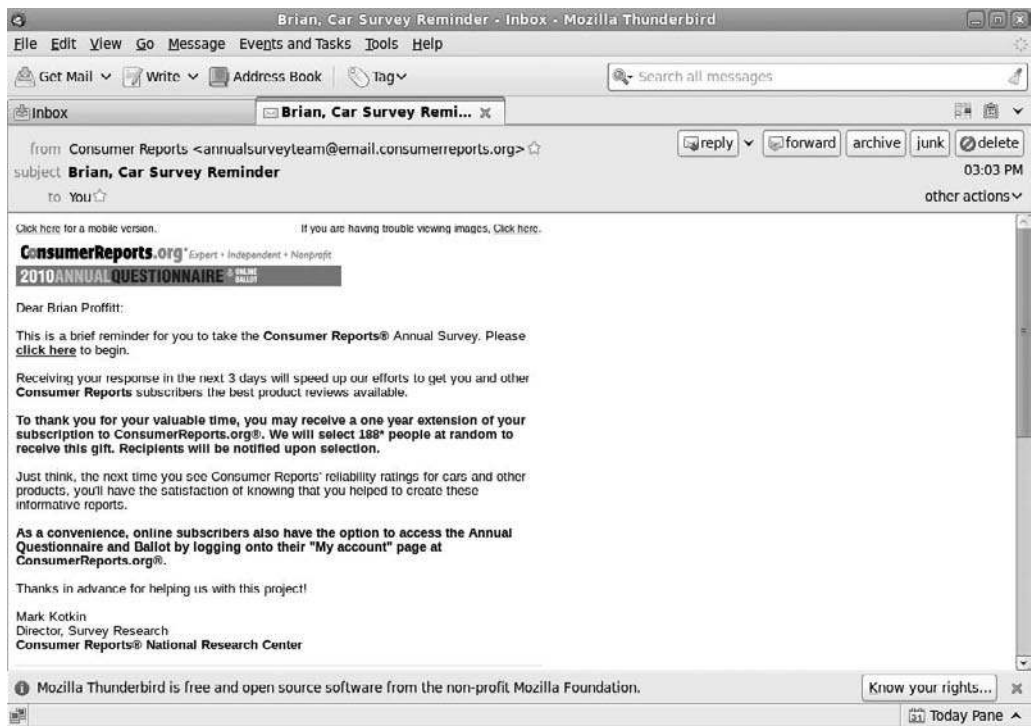 Brian, Car Survey Reminder - Inbox - Mozilla Thunderbird
File Edit View Go Message Events and Tasks Tools Help
Get Mail Write Address Book Tag Search all messages
Inbox Brian, Car Survey Remi...
from Consumer Reports <annualsurveyteam@email.consumerreports.org> reply forward archive junk delete
subject Brian, Car Survey Reminder 03:03 PM
to You other actions
Click here for a mobile version. If you are having trouble viewing images, Click here.
ConsumerReports.org® Expert • Independent • Nonprofit
2010 ANNUAL QUESTIONNAIRE & ONLINE BALLOT
Dear Brian Proffitt:
This is a brief reminder for you to take the Consumer Reports® Annual Survey. Please
click here to begin.
Receiving your response in the next 3 days will speed up our efforts to get you and other
Consumer Reports subscribers the best product reviews available.
To thank you for your valuable time, you may receive a one year extension of your
subscription to ConsumerReports.org®. We will select 188* people at random to
receive this gift. Recipients will be notified upon selection.
Just think, the next time you see Consumer Reports' reliability ratings for cars and other
products, you'll have the satisfaction of knowing that you helped to create these
informative reports.
As a convenience, online subscribers also have the option to access the Annual
Questionnaire and Ballot by logging onto their "My account" page at
ConsumerReports.org®.
Thanks in advance for helping us with this project!
Mark Kotkin
Director, Survey Research
Consumer Reports® National Research Center
Mozilla Thunderbird is free and open source software from the non-profit Mozilla Foundation. Know your rights...
31 Today Pane